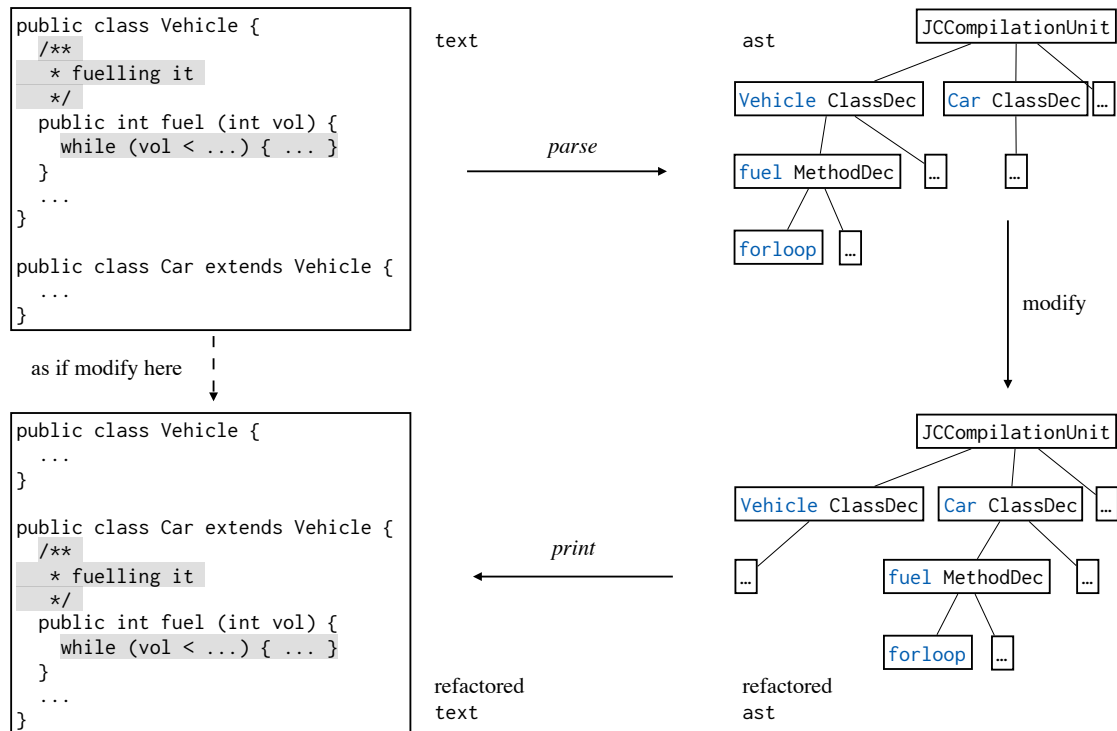 public class Vehicle {
/**
* fuelling it
*/
public int fuel (int vol) {
while (vol < ...) { ... }
}
...
}
public class Car extends Vehicle {
...
}
text
parse
ast
JCCompilationUnit
Vehicle ClassDec
Car ClassDec
...
fuel MethodDec
...
...
forloop
...
as if modify here
modify
public class Vehicle {
...
}
public class Car extends Vehicle {
/**
* fuelling it
*/
public int fuel (int vol) {
while (vol < ...) { ... }
}
...
}
print
refactored
text
JCCompilationUnit
Vehicle ClassDec
Car ClassDec
...
...
fuel MethodDec
...
forloop
...
refactored
ast